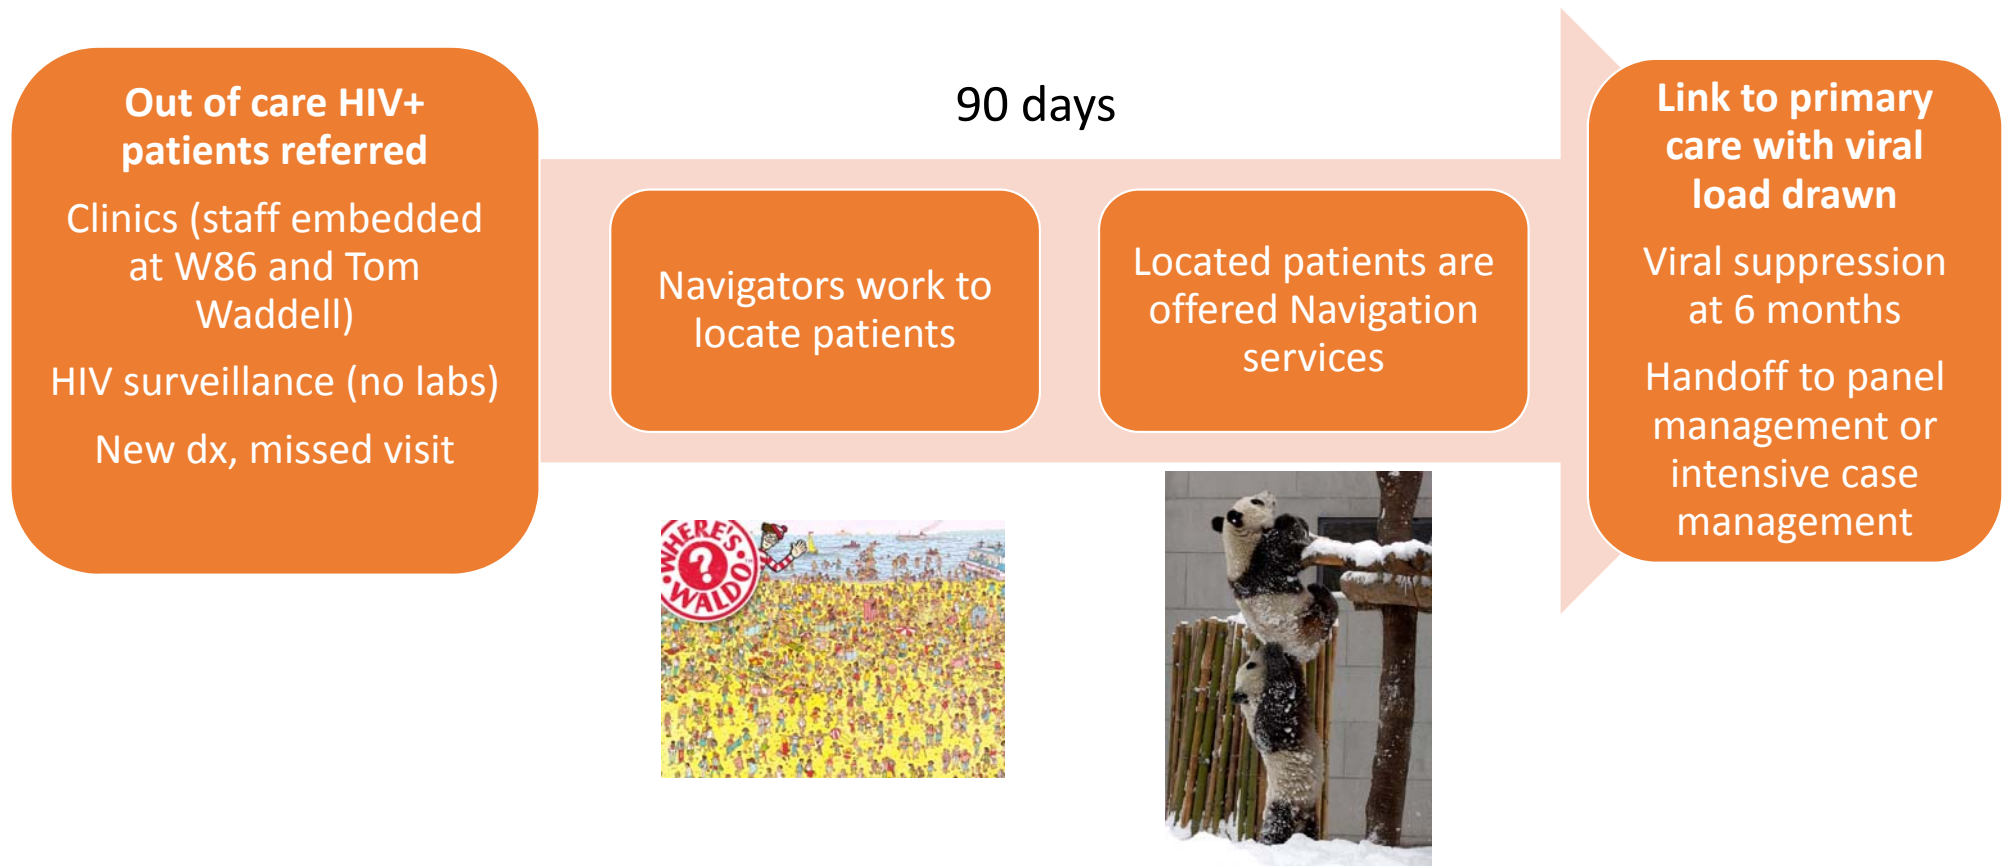 Out of care HIV+
patients referred
Clinics (staff embedded
at W86 and Tom
Waddell)
HIV surveillance (no labs)
New dx, missed visit
90 days
Navigators work to
locate patients
Located patients are
offered Navigation
services
Link to primary
care with viral
load drawn
Viral suppression
at 6 months
Handoff to panel
management or
intensive case
management
WHERE'S
?
WALDO